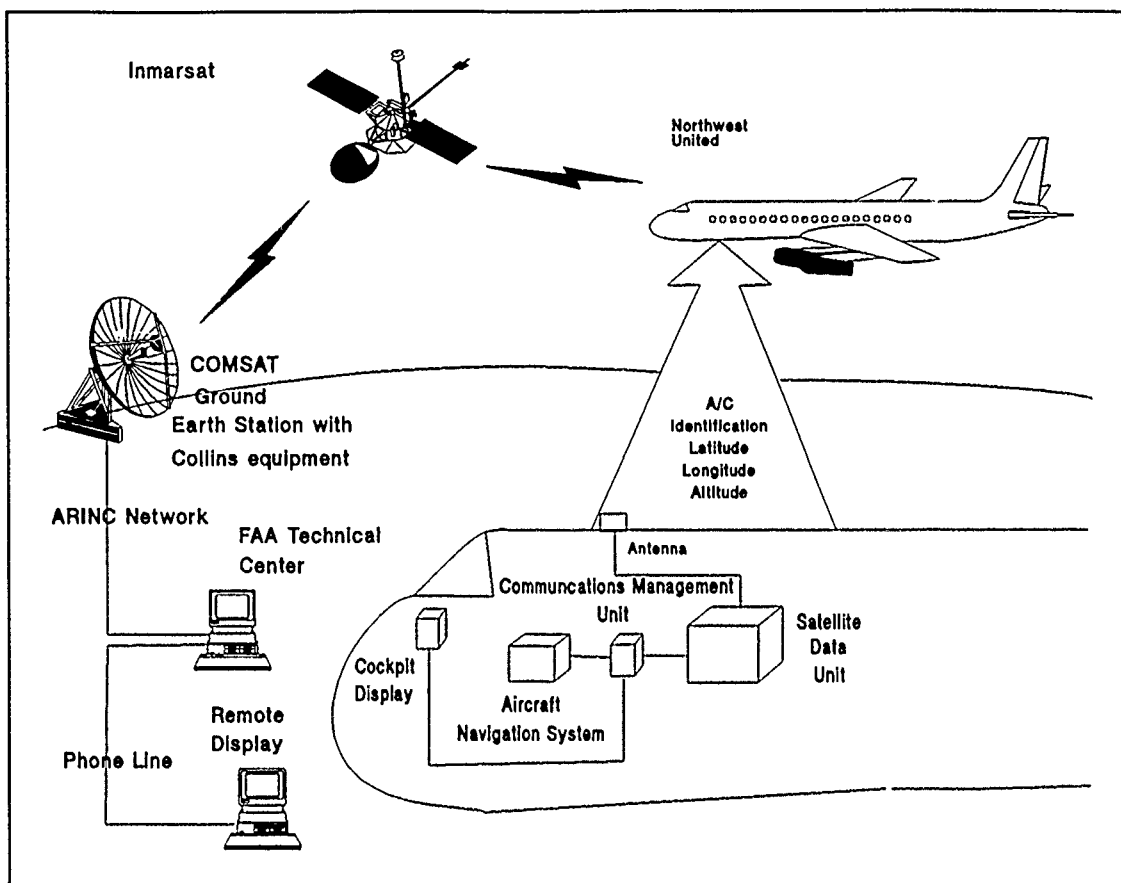 Inmarsat
Northwest
United
COMSAT
Ground
Earth Station with
Collins equipment
A/C
Identification
Latitude
Longitude
Altitude
ARINC Network
FAA Technical
Center
Antenna
Communcations Management
Unit
Satellite
Data
Unit
Cockpit
Display
Aircraft
Navigation System
Remote
Display
Phone Line